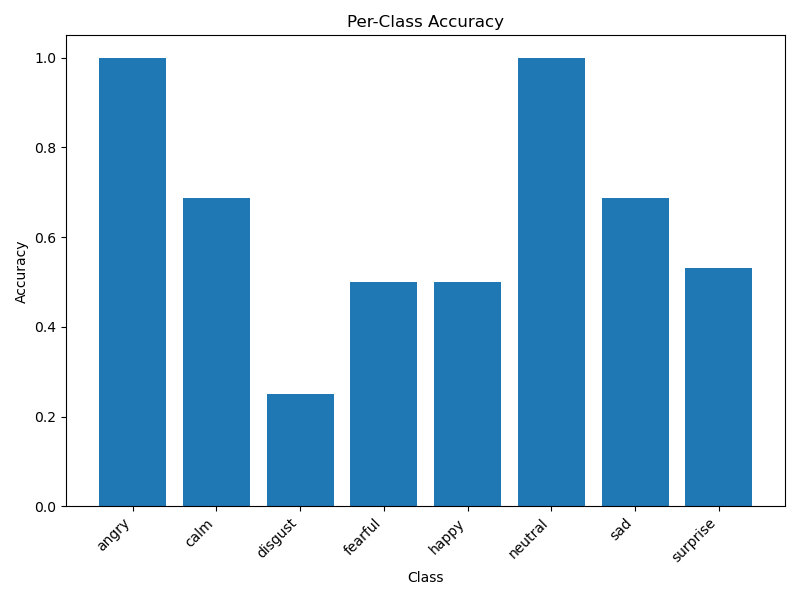 Per-Class Accuracy
Accuracy
1.0
0.8
0.6
0.4
0.2
0.0
angry
calm
disgust
fearful
happy
neutral
sad
surprise
Class